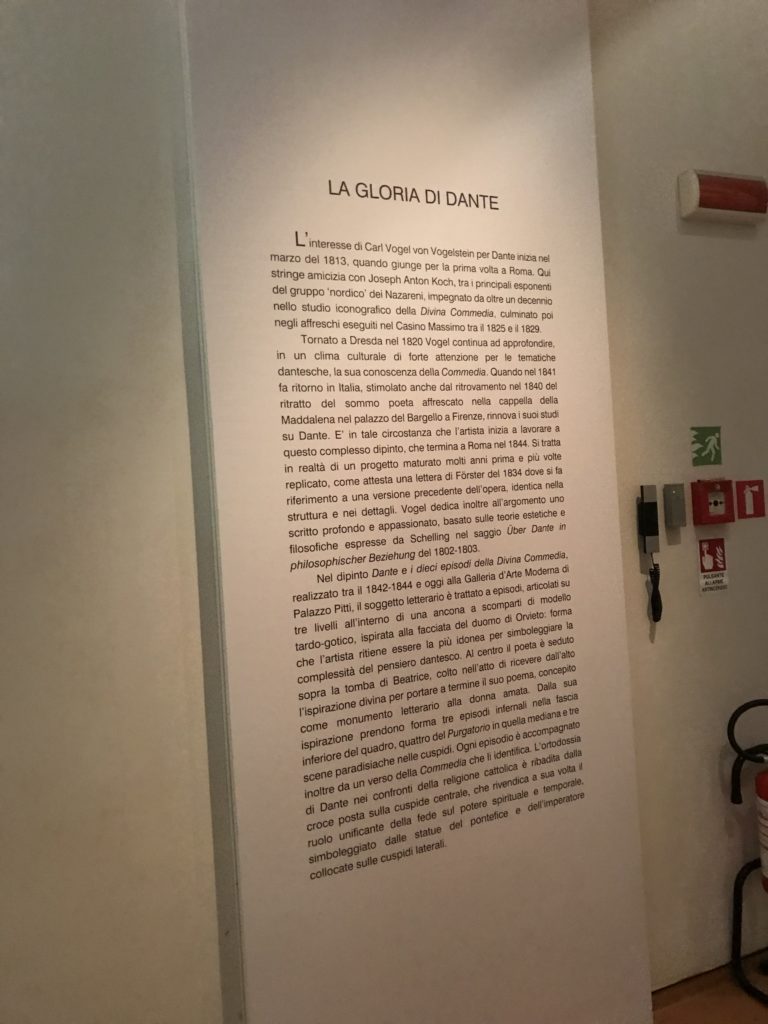 LA GLORIA DI DANTE
L'interesse di Carl Vogel von Vogelstein per Dante inizia nel
marzo del 1813, quando giunge per la prima volta a Roma. Qui
stringe amicizia con Joseph Anton Koch, tra i principali esponenti
del gruppo 'nordico' dei Nazareni, impegnato da oltre un decennio
nello studio iconografico della Divina Commedia, culminato poi
negli affreschi eseguiti nel Casino Massimo tra il 1825 e il 1829.
Tornato a Dresda nel 1820 Vogel continua ad approfondire,
in un clima culturale di forte attenzione per le tematiche
dantesche, la sua conoscenza della Commedia. Quando nel 1841
fa ritorno in Italia, stimolato anche dal ritrovamento nel 1840 del
ritratto del sommo poeta affrescato nella cappella della
Maddalena nel palazzo del Bargello a Firenze, rinnova i suoi studi
su Dante. E' in tale circostanza che l'artista inizia a lavorare a
questo complesso dipinto, che termina a Roma nel 1844. Si tratta
in realtà di un progetto maturato molti anni prima e più volte
replicato, come attesta una lettera di Förster del 1834 dove si fa
riferimento a una versione precedente dell'opera, identica nella
struttura e nei dettagli. Vogel dedica inoltre all'argomento uno
scritto profondo e appassionato, basato sulle teorie estetiche e
filosofiche espresse da Schelling nel saggio Über Dante in
philosophischer Beziehung del 1802-1803.
Nel dipinto Dante e i dieci episodi della Divina Commedia,
realizzato tra il 1842-1844 e oggi alla Galleria d'Arte Moderna di
Palazzo Pitti, il soggetto letterario è trattato a episodi, articolati su
tre livelli all'interno di una ancona a scomparti di modello
tardo-gotico, ispirata alla facciata del duomo di Orvieto: forma
che l'artista ritiene essere la più idonea per simboleggiare la
complessità del pensiero dantesco. Al centro il poeta è seduto
sopra la tomba di Beatrice, colto nell'atto di ricevere dall'alto
l'ispirazione divina per portare a termine il suo poema, concepito
come monumento letterario alla donna amata. Dalla sua
ispirazione prendono forma tre episodi infernali nella fascia
inferiore del quadro, quattro del Purgatorio in quella mediana e tre
scene paradisiache nelle cuspidi. Ogni episodio è accompagnato
inoltre da un verso della Commedia che li identifica. L'ortodossia
di Dante nei confronti della religione cattolica è ribadita dalla
croce posta sulla cuspide centrale, che rivendica a sua volta il
ruolo unificante della fede sul potere spirituale e temporale,
simboleggiato dalle statue del pontefice e dell'imperatore
collocate sulle cuspidi laterali.
PULSANTE
ALLARME
ANTINCENDIO